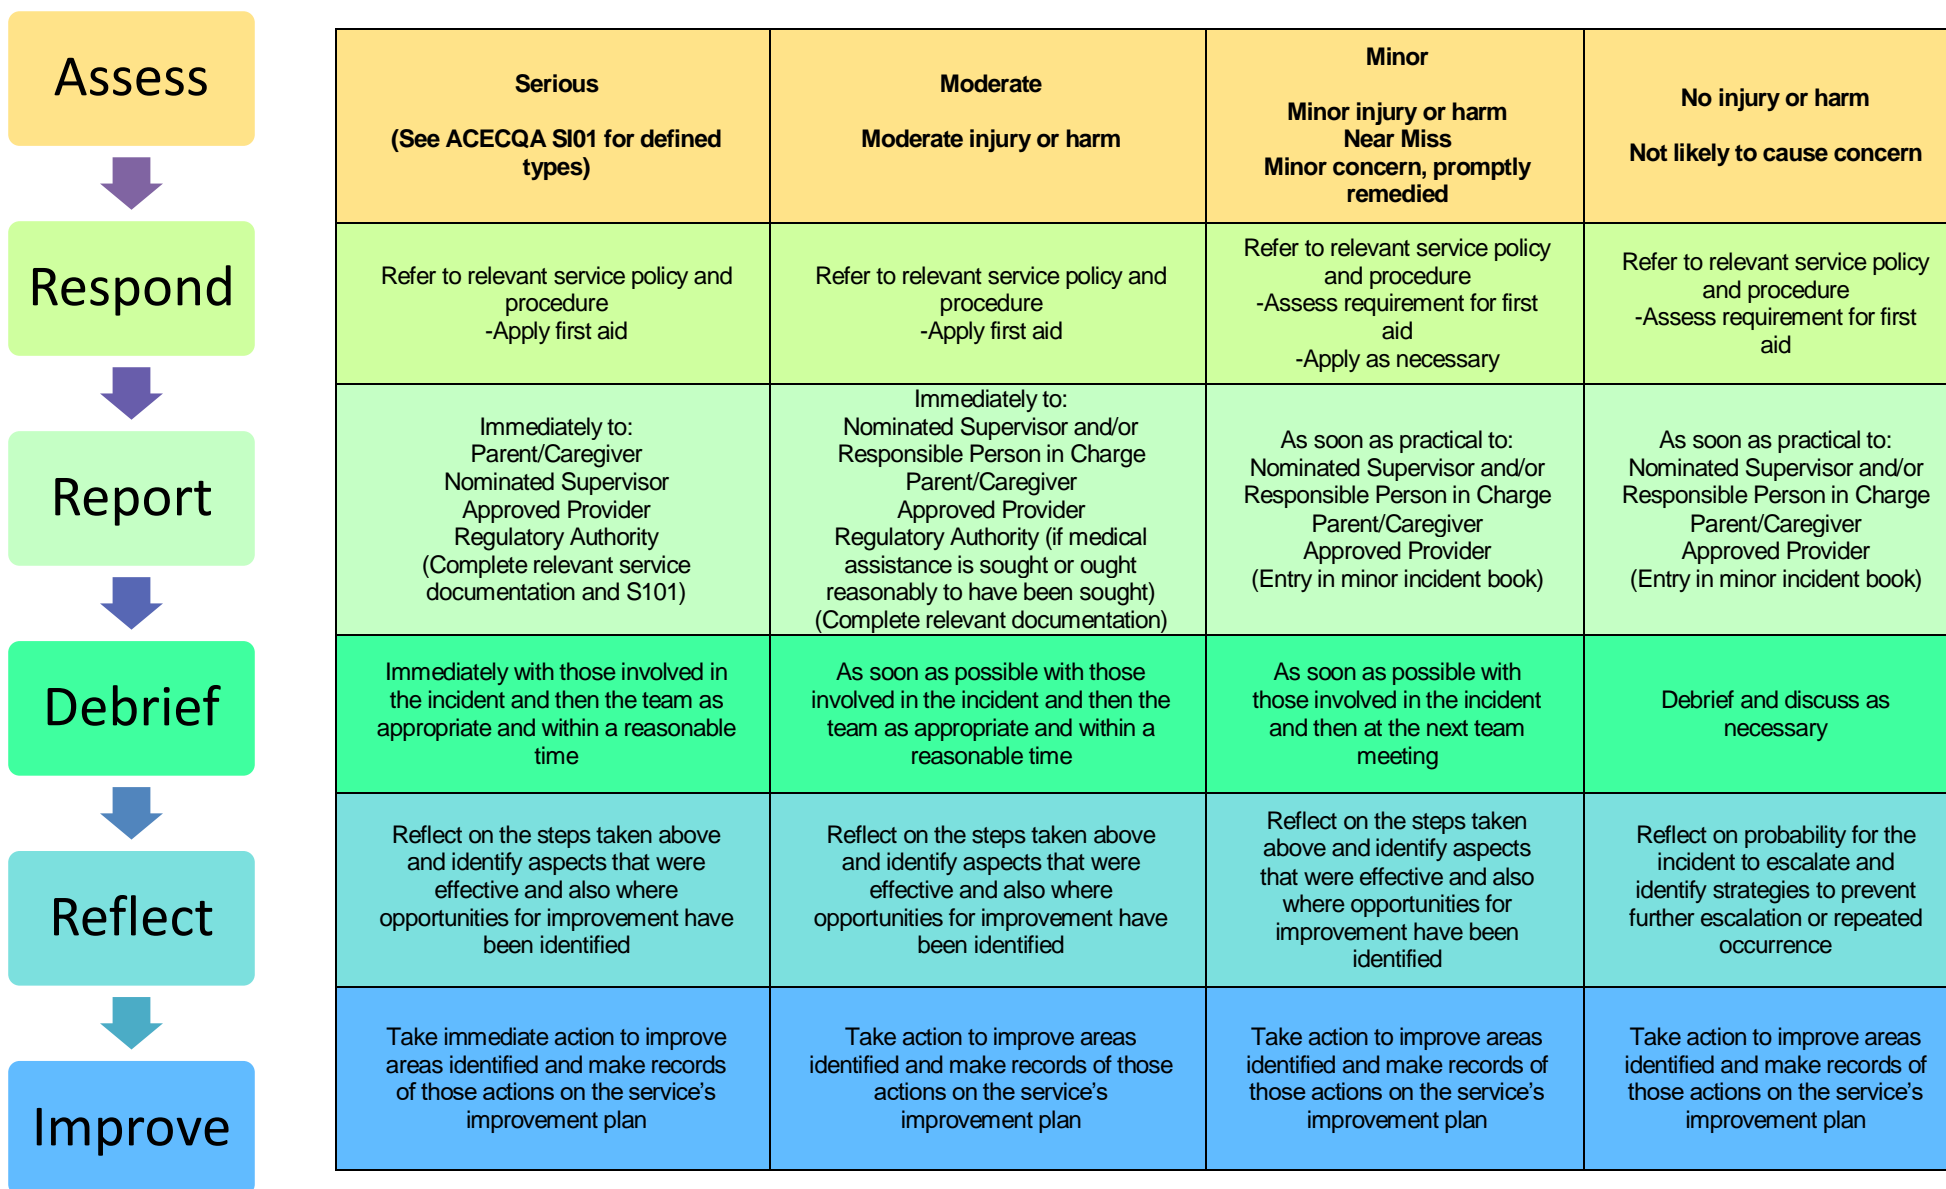 Assess
Serious
(See ACECQA SI01 for defined
types)
Moderate
Moderate injury or harm
Minor
Minor injury or harm
Near Miss
Minor concern, promptly
remedied
No injury or harm
Not likely to cause concern
Respond
Refer to relevant service policy and
procedure
-Apply first aid
Refer to relevant service policy and
procedure
-Apply first aid
Refer to relevant service policy
and procedure
-Assess requirement for first
aid
-Apply as necessary
Refer to relevant service policy
and procedure
-Assess requirement for first
aid
Report
Immediately to:
Parent/Caregiver
Nominated Supervisor
Approved Provider
Regulatory Authority
(Complete relevant service
documentation and S101)
Immediately to:
Nominated Supervisor and/or
Responsible Person in Charge
Parent/Caregiver
Approved Provider
Regulatory Authority (if medical
assistance is sought or ought
reasonably to have been sought)
(Complete relevant documentation)
As soon as practical to:
Nominated Supervisor and/or
Responsible Person in Charge
Parent/Caregiver
Approved Provider
(Entry in minor incident book)
As soon as practical to:
Nominated Supervisor and/or
Responsible Person in Charge
Parent/Caregiver
Approved Provider
(Entry in minor incident book)
Debrief
Immediately with those involved in
the incident and then the team as
appropriate and within a reasonable
time
As soon as possible with those
involved in the incident and then the
team as appropriate and within a
reasonable time
As soon as possible with
those involved in the incident
and then at the next team
meeting
Debrief and discuss as
necessary
Reflect
Reflect on the steps taken above
and identify aspects that were
effective and also where
opportunities for improvement have
been identified
Reflect on the steps taken above
and identify aspects that were
effective and also where
opportunities for improvement have
been identified
Reflect on the steps taken
above and identify aspects
that were effective and also
where opportunities for
improvement have been
identified
Reflect on probability for the
incident to escalate and
identify strategies to prevent
further escalation or repeated
occurrence
Improve
Take immediate action to improve
areas identified and make records
of those actions on the service’s
improvement plan
Take action to improve areas
identified and make records of those
actions on the service’s
improvement plan
Take action to improve areas
identified and make records of
those actions on the service’s
improvement plan
Take action to improve areas
identified and make records of
those actions on the service’s
improvement plan